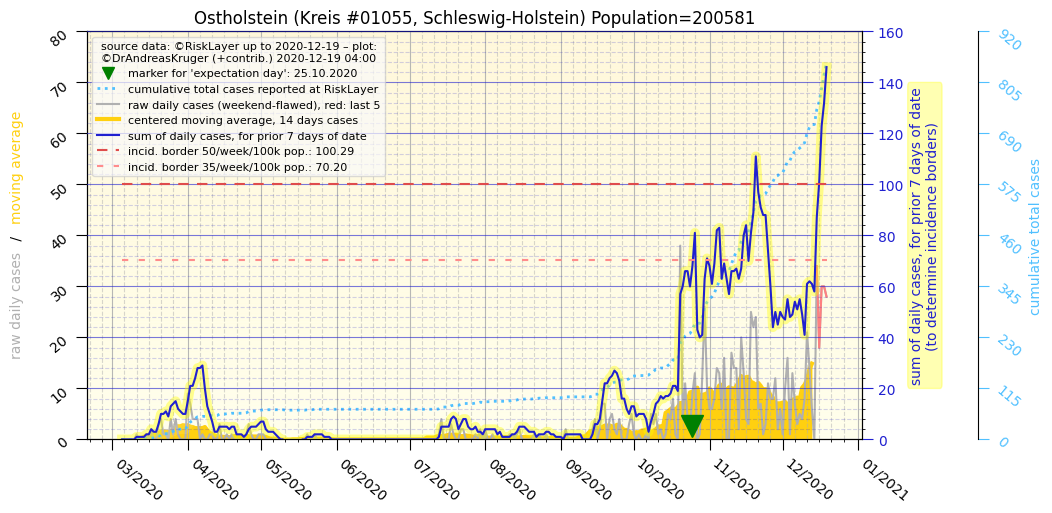 Ostholstein (Kreis #01055, Schleswig-Holstein) Population=200581
source data: ©RiskLayer up to 2020-12-19 – plot:
©DrAndreasKruger (+contrib.) 2020-12-19 04:00
marker for 'expectation day': 25.10.2020
cumulative total cases reported at RiskLayer
raw daily cases (weekend-flawed), red: last 5
centered moving average, 14 days cases
sum of daily cases, for prior 7 days of date
incid. border 50/week/100k pop.: 100.29
incid. border 35/week/100k pop.: 70.20
raw daily cases / moving average
80
70
60
50
40
30
20
10
0
160
140
120
100
80
60
40
20
0
sum of daily cases, for prior 7 days of date
(to determine incidence borders)
920
805
690
575
460
345
230
115
0
cumulative total cases
03/2020
04/2020
05/2020
06/2020
07/2020
08/2020
09/2020
10/2020
11/2020
12/2020
01/2021